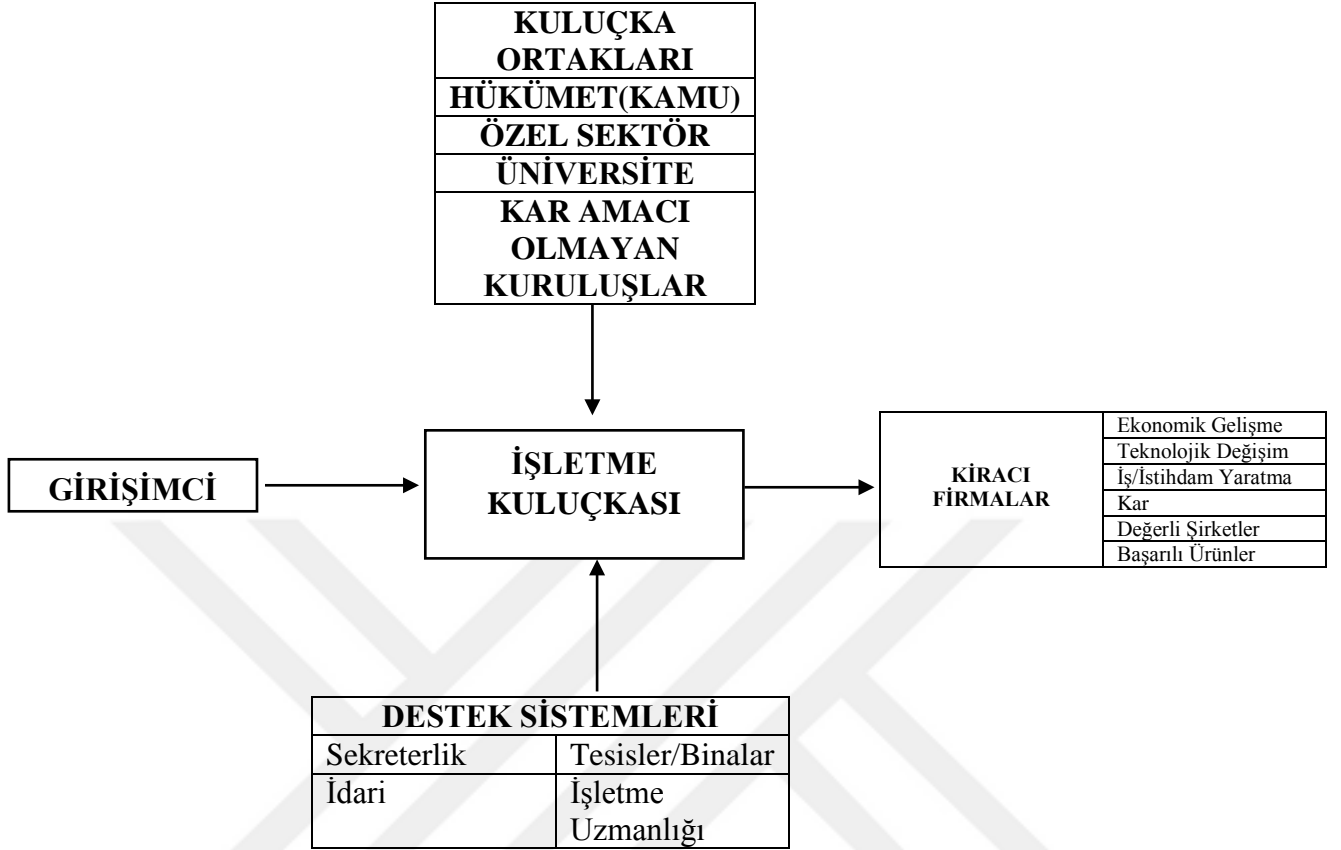 KULUÇKA
ORTAKLARI
HÜKÜMET(KAMU)
ÖZEL SEKTÖR
ÜNİVERSİTE
KAR AMACI
OLMAYAN
KURULUŞLAR
GİRİŞİMCİ
İŞLETME
KULUÇKASI
KİRACI
FİRMALAR
Ekonomik Gelişme
Teknolojik Değişim
İş/İstihdam Yaratma
Kar
Değerli Şirketler
Başarılı Ürünler
DESTEK SİSTEMLERİ
Sekreterlik
Tesisler/Binalar
İdari
İşletme
Uzmanlığı